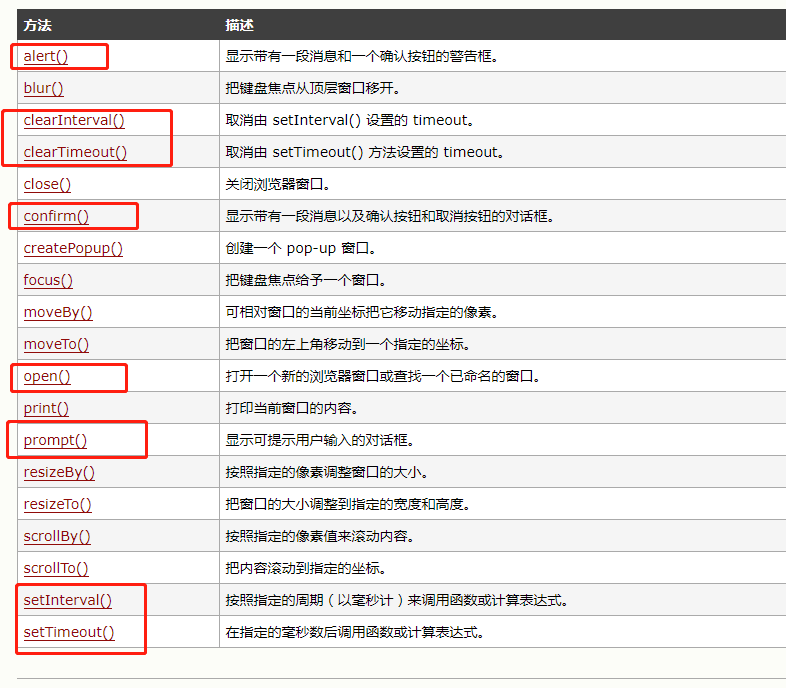 方法 描述
alert() 显示带有一段消息和一个确认按钮的警告框。
blur() 把键盘焦点从顶层窗口移开。
clearInterval() 取消由 setInterval() 设置的 timeout。
clearTimeout() 取消由 setTimeout() 方法设置的 timeout。
close() 关闭浏览器窗口。
confirm() 显示带有一段消息以及确认按钮和取消按钮的对话框。
createPopup() 创建一个 pop-up 窗口。
focus() 把键盘焦点给予一个窗口。
moveBy() 可相对窗口的当前坐标把它移动指定的像素。
moveTo() 把窗口的左上角移动到一个指定的坐标。
open() 打开一个新的浏览器窗口或查找一个已命名的窗口。
print() 打印当前窗口的内容。
prompt() 显示可提示用户输入的对话框。
resizeBy() 按照指定的像素调整窗口的大小。
resizeTo() 把窗口的大小调整到指定的宽度和高度。
scrollBy() 按照指定的像素值来滚动内容。
scrollTo() 把内容滚动到指定的坐标。
setInterval() 按照指定的周期（以毫秒计）来调用函数或计算表达式。
setTimeout() 在指定的毫秒数后调用函数或计算表达式。